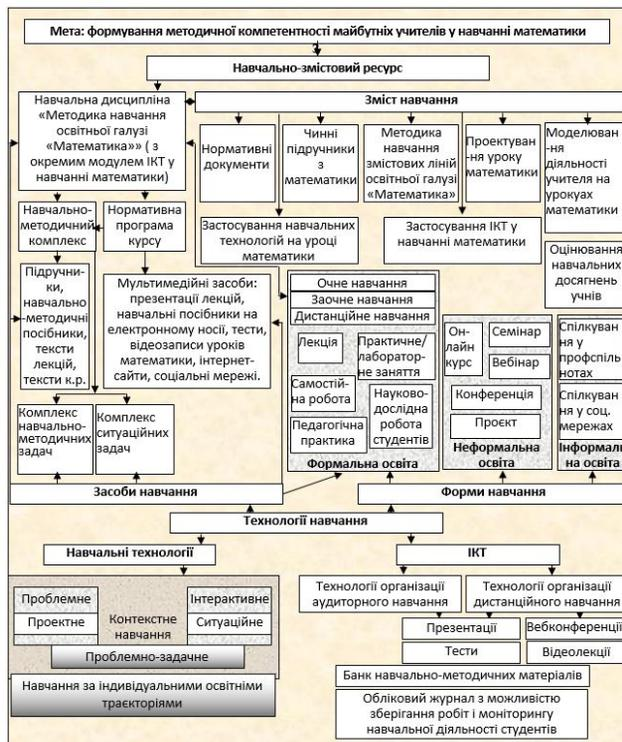 Мета: формування методичної компетентності майбутніх учителів у навчанні математики
З
Навчально-змістовий ресурс
Навчальна дисципліна
«Методика навчання
освітньої галузі
«Математика»» ( з
окремим модулем ІКТ у
навчанні математики)
Зміст навчання
Нормативні
документи
Чинні
підручники
з
математики
Методика
навчання
змістових ліній
освітньої галузі
«Математика»
Проектуван
-ня уроку
математики
Моделюван
-ня
діяльності
учителя на
уроуках
математики
Застосування навчальних
технологій на уроці
математики
Застосування ІКТ у
навчанні математики
Оцінювання
навчальних
досягнень
учнів
Навчально-
методичний
комплекс
Нормативна
програма
курсу
Підручни-
ки,
навчально
-методичні
посібники,
тексти
лекцій,
тексти к.р.
Мультимедійні засоби:
презентації лекцій,
навчальні посібники на
електронному носії, тести,
відеозаписи уроків
математики, інтернет-
сайти, соціальні мережі.
Комплекс
навчально-
методичних
задач
Комплекс
ситуаційних
задач
Очне навчання
Заочне навчання
Дистанційне навчання
Лекція
Практичне/
лаборатор-
не заняття
Самостій-
на робота
Науково-
дослідна
робота
студентів
Педагогічна
практика
Формальна освіта
Он-
лайн
курс
Семінар
Вебінар
Конференція
Проєкт
Неформальна
освіта
Спілкуван
ня у
профспіль
нотах
Спілкуван
ня у соц.
мережах
Інформаль
на освіта
Засоби навчання
Форми навчання
Технології навчання
Навчальні технології
ІКТ
Проблемне
Інтерактивне
Контекстне
навчання
Проектне
Ситуаційне
Проблемно-задачне
Навчання за індивідуальними освітніми
траєкторіями
Технології організації
аудиторного навчання
Технології організації
дистанційного навчання
Презентації
Вебконференції
Тести
Відеолекції
Банк навчально-методичних матеріалів
Обліковий журнал з можливістю
зберігання робіт і моніторингу
навчальної діяльності студентів